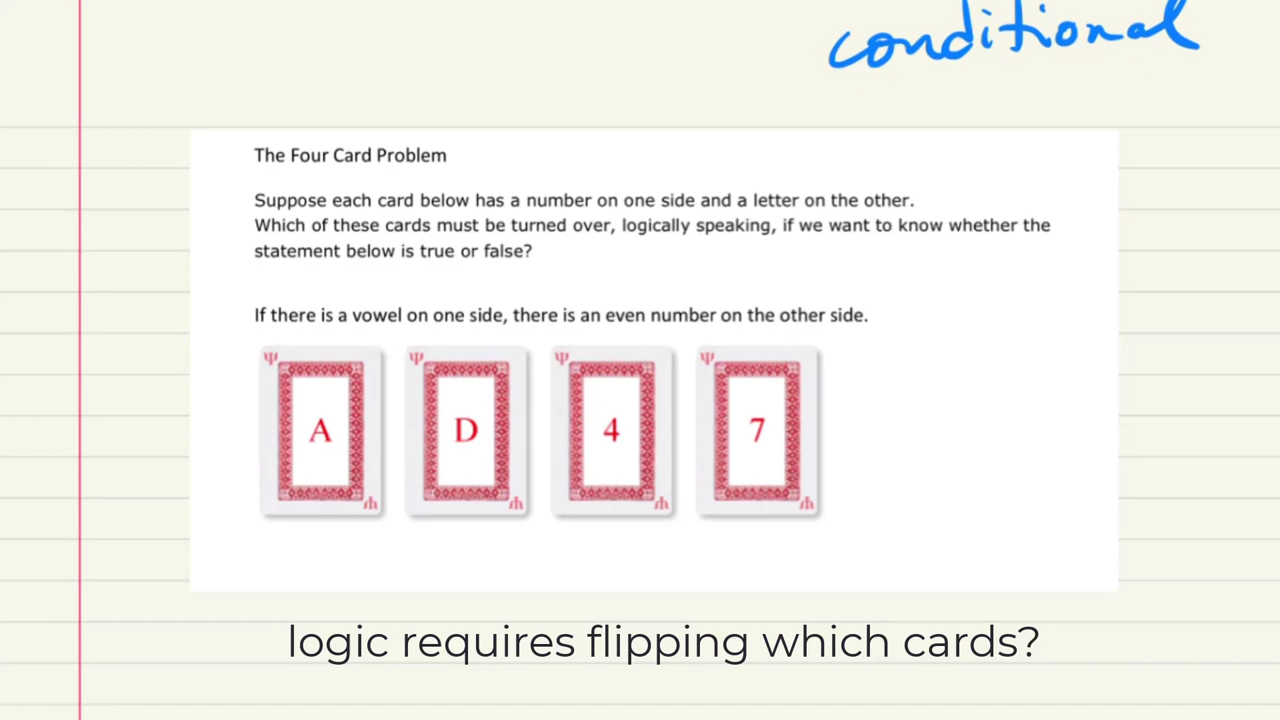 conditional
The Four Card Problem
Suppose each card below has a number on one side and a letter on the other.
Which of these cards must be turned over, logically speaking, if we want to know whether the
statement below is true or false?
If there is a vowel on one side, there is an even number on the other side.
Ψ Ψ Ψ Ψ
A D 4 7
Ψ Ψ Ψ Ψ
logic requires flipping which cards?